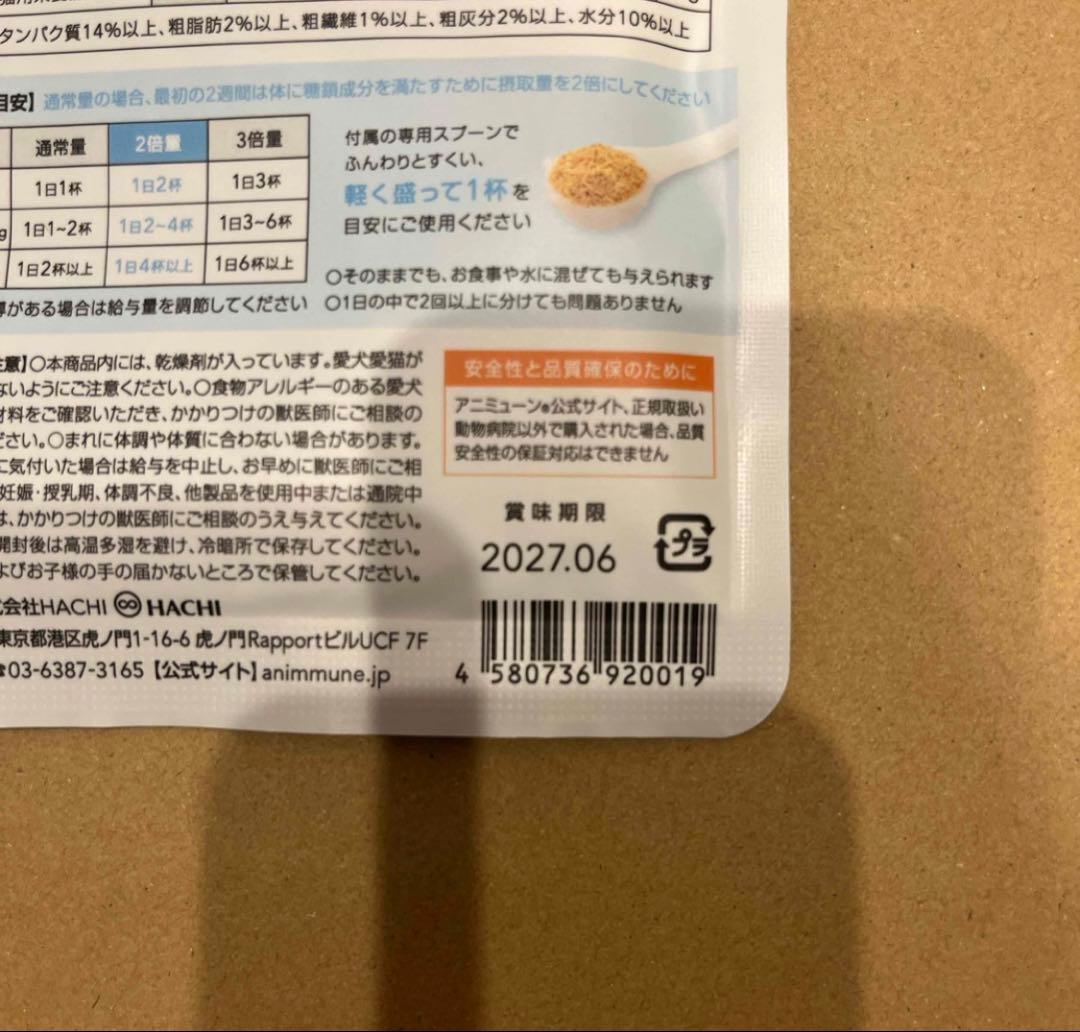 タンパク質14%以上、粗脂肪2%以上、粗繊維1%以上、粗灰分2%以上、水分10%以上
目安】通常量の場合、最初の2週間は体に糖鎖成分を満たすために摂取量を2倍にしてください
通常量 2倍量 3倍量
1日1杯 1日2杯 1日3杯
g 1日1~2杯 1日2~4杯 1日3~6杯
1日2杯以上 1日4杯以上 1日6杯以上
がある場合は給与量を調節してください
付属の専用スプーンで
ふんわりとすくい、
軽く盛って1杯を
目安にご使用ください
○そのままでも、お食事や水に混ぜても与えられます
○1日の中で2回以上に分けても問題ありません
意】○本商品内には、乾燥剤が入っています。愛犬愛猫が
ないようにご注意ください。○食物アレルギーのある愛犬
材料をご確認いただき、かかりつけの獣医師にご相談の
ださい。○まれに体調や体質に合わない場合があります。
に気付いた場合は給与を中止し、お早めに獣医師にご相
妊娠・授乳期、体調不良、他製品を使用中または通院中
は、かかりつけの獣医師にご相談のうえ与えてください。
開封後は高温多湿を避け、冷暗所で保存してください。
よびお子様の手の届かないところで保管してください。
式会社HACHI HACHI
東京都港区虎ノ門1-16-6 虎ノ門RapportビルUCF 7F
☎03-6387-3165【公式サイト】animmune.jp
安全性と品質確保のために
アニミューン®公式サイト、正規取扱い
動物病院以外で購入された場合、品質
安全性の保証対応はできません
賞味期限
2027.06
プラ
4 580736 920019